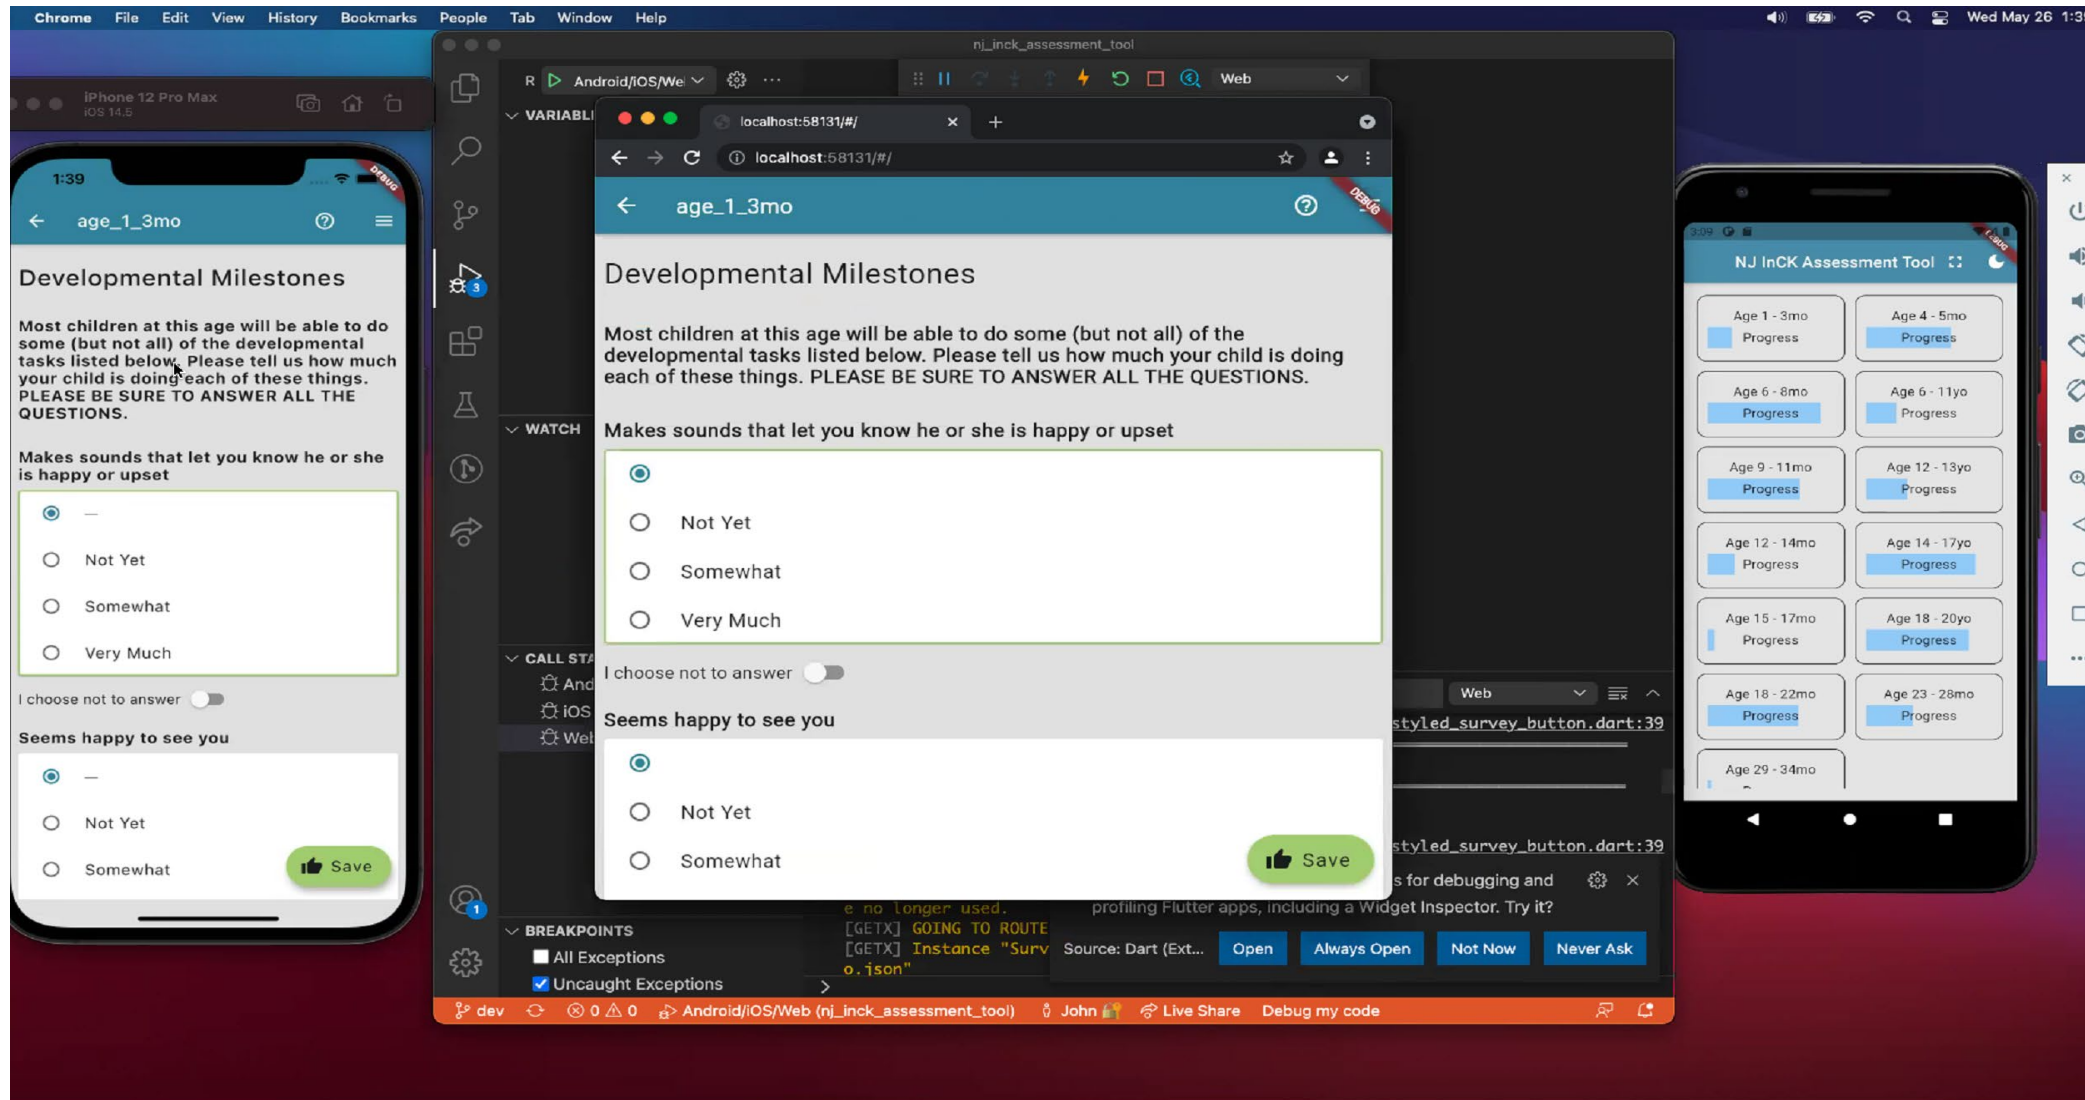 Chrome File Edit View History Bookmarks People Tab Window Help
Wed May 26
iPhone 12 Pro Max
iOS 14.5
1:39
DEBUG
age_1_3mo
Developmental Milestones
Most children at this age will be able to do
some (but not all) of the developmental
tasks listed below. Please tell us how much
your child is doing each of these things.
PLEASE BE SURE TO ANSWER ALL THE
QUESTIONS.
Makes sounds that let you know he or she
is happy or upset
—
Not Yet
Somewhat
Very Much
I choose not to answer
Seems happy to see you
—
Not Yet
Somewhat
Save
nj_inck_assessment_tool
R Android/iOS/We
Web
VARIABL
3
WATCH
CALL STA
And
iOS
Web
1
BREAKPOINTS
All Exceptions
Uncaught Exceptions
localhost:58131/#/
localhost:58131/#/
DEBUG
age_1_3mo
Developmental Milestones
Most children at this age will be able to do some (but not all) of the
developmental tasks listed below. Please tell us how much your child is doing
each of these things. PLEASE BE SURE TO ANSWER ALL THE QUESTIONS.
Makes sounds that let you know he or she is happy or upset
Not Yet
Somewhat
Very Much
I choose not to answer
Seems happy to see you
Not Yet
Somewhat
Save
Web
styled_survey_button.dart:39
styled_survey_button.dart:39
e no longer used.
[GETX] GOING TO ROUTE
[GETX] Instance "Surv
o.json"
>
s for debugging and
profiling Flutter apps, including a Widget Inspector. Try it?
Source: Dart (Ext... Open Always Open Not Now Never Ask
dev 0 0 Android/iOS/Web (nj_inck_assessment_tool) John Live Share Debug my code
3:09
DEBUG
NJ InCK Assessment Tool
Age 1 - 3mo
Progress
Age 4 - 5mo
Progress
Age 6 - 8mo
Progress
Age 6 - 11yo
Progress
Age 9 - 11mo
Progress
Age 12 - 13yo
Progress
Age 12 - 14mo
Progress
Age 14 - 17yo
Progress
Age 15 - 17mo
Progress
Age 18 - 20yo
Progress
Age 18 - 22mo
Progress
Age 23 - 28mo
Progress
Age 29 - 34mo